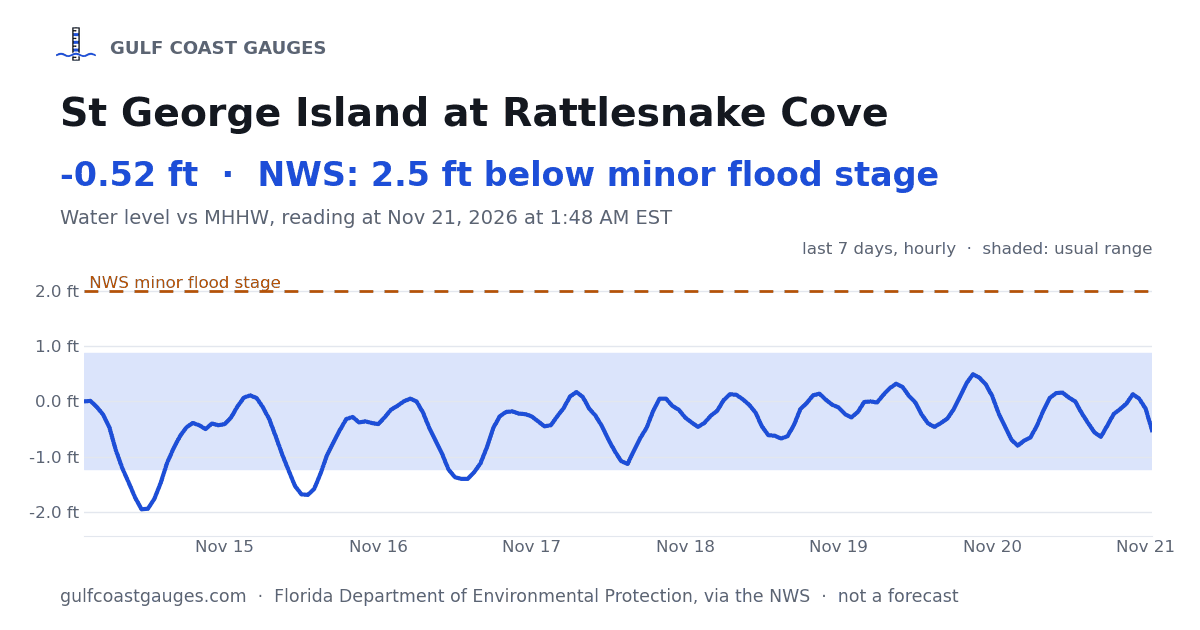 GULF COAST GAUGES
St George Island at Rattlesnake Cove
-0.52 ft · NWS: 2.5 ft below minor flood stage
Water level vs MHHW, reading at Nov 21, 2026 at 1:48 AM EST
last 7 days, hourly · shaded: usual range
NWS minor flood stage
2.0 ft
1.0 ft
0.0 ft
-1.0 ft
-2.0 ft
Nov 15 Nov 16 Nov 17 Nov 18 Nov 19 Nov 20 Nov 21
gulfcoastgauges.com · Florida Department of Environmental Protection, via the NWS · not a forecast